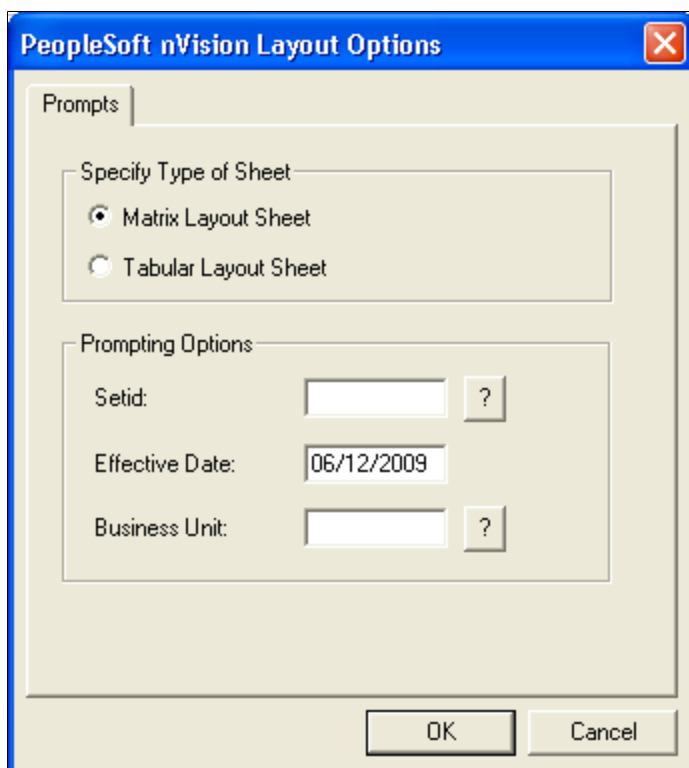 PeopleSoft nVision Layout Options
Prompts
Specify Type of Sheet
Matrix Layout Sheet
Tabular Layout Sheet
Prompting Options
Setid: ?
Effective Date: 06/12/2009
Business Unit: ?
OK Cancel